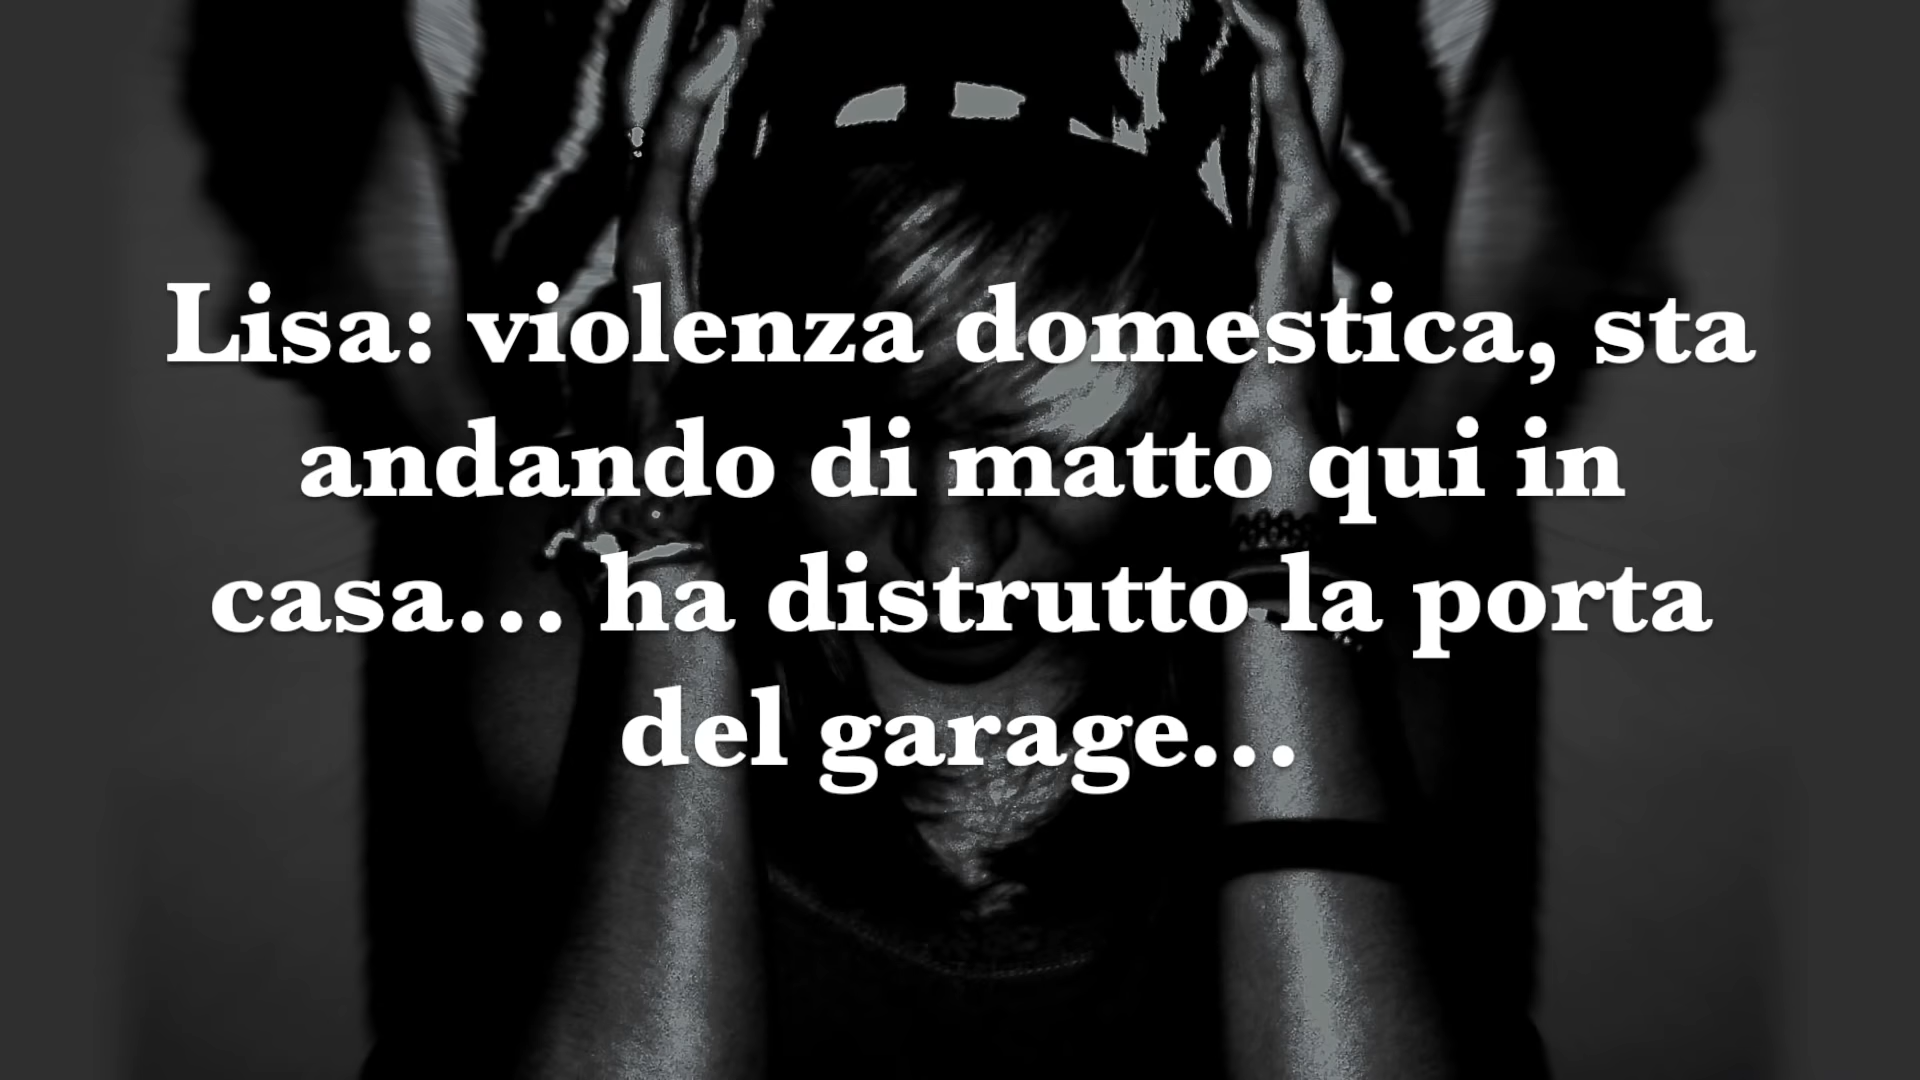 Lisa: violenza domestica, sta
andando di matto qui in
casa... ha distrutto la porta
del garage...